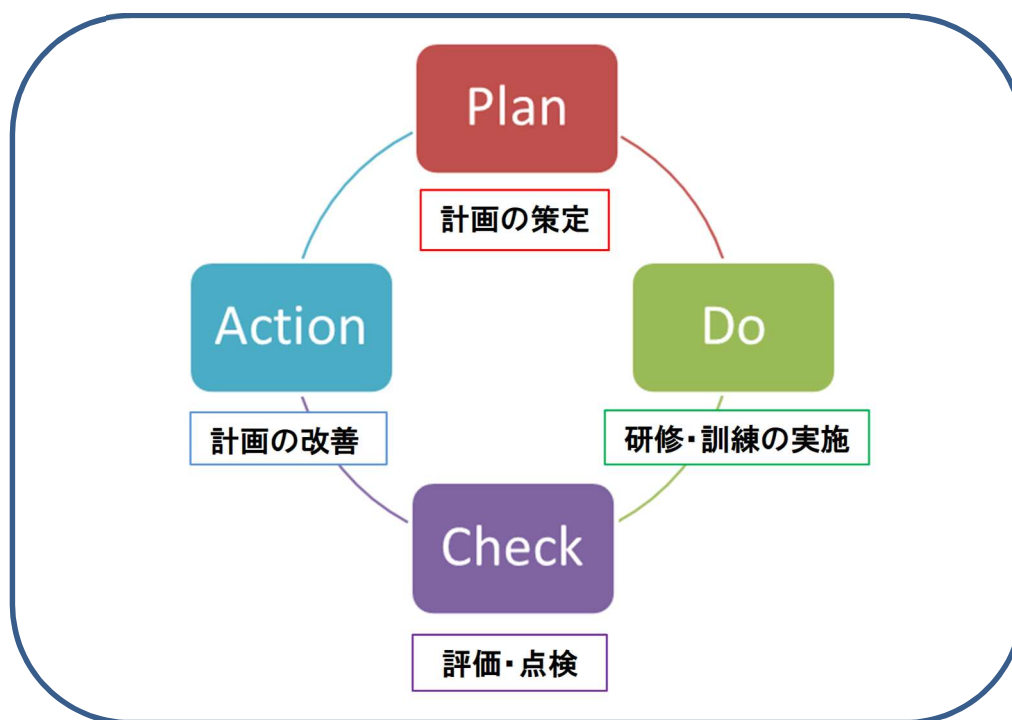 Plan
計画の策定
Action
Do
計画の改善
研修・訓練の実施
Check
評価・点検